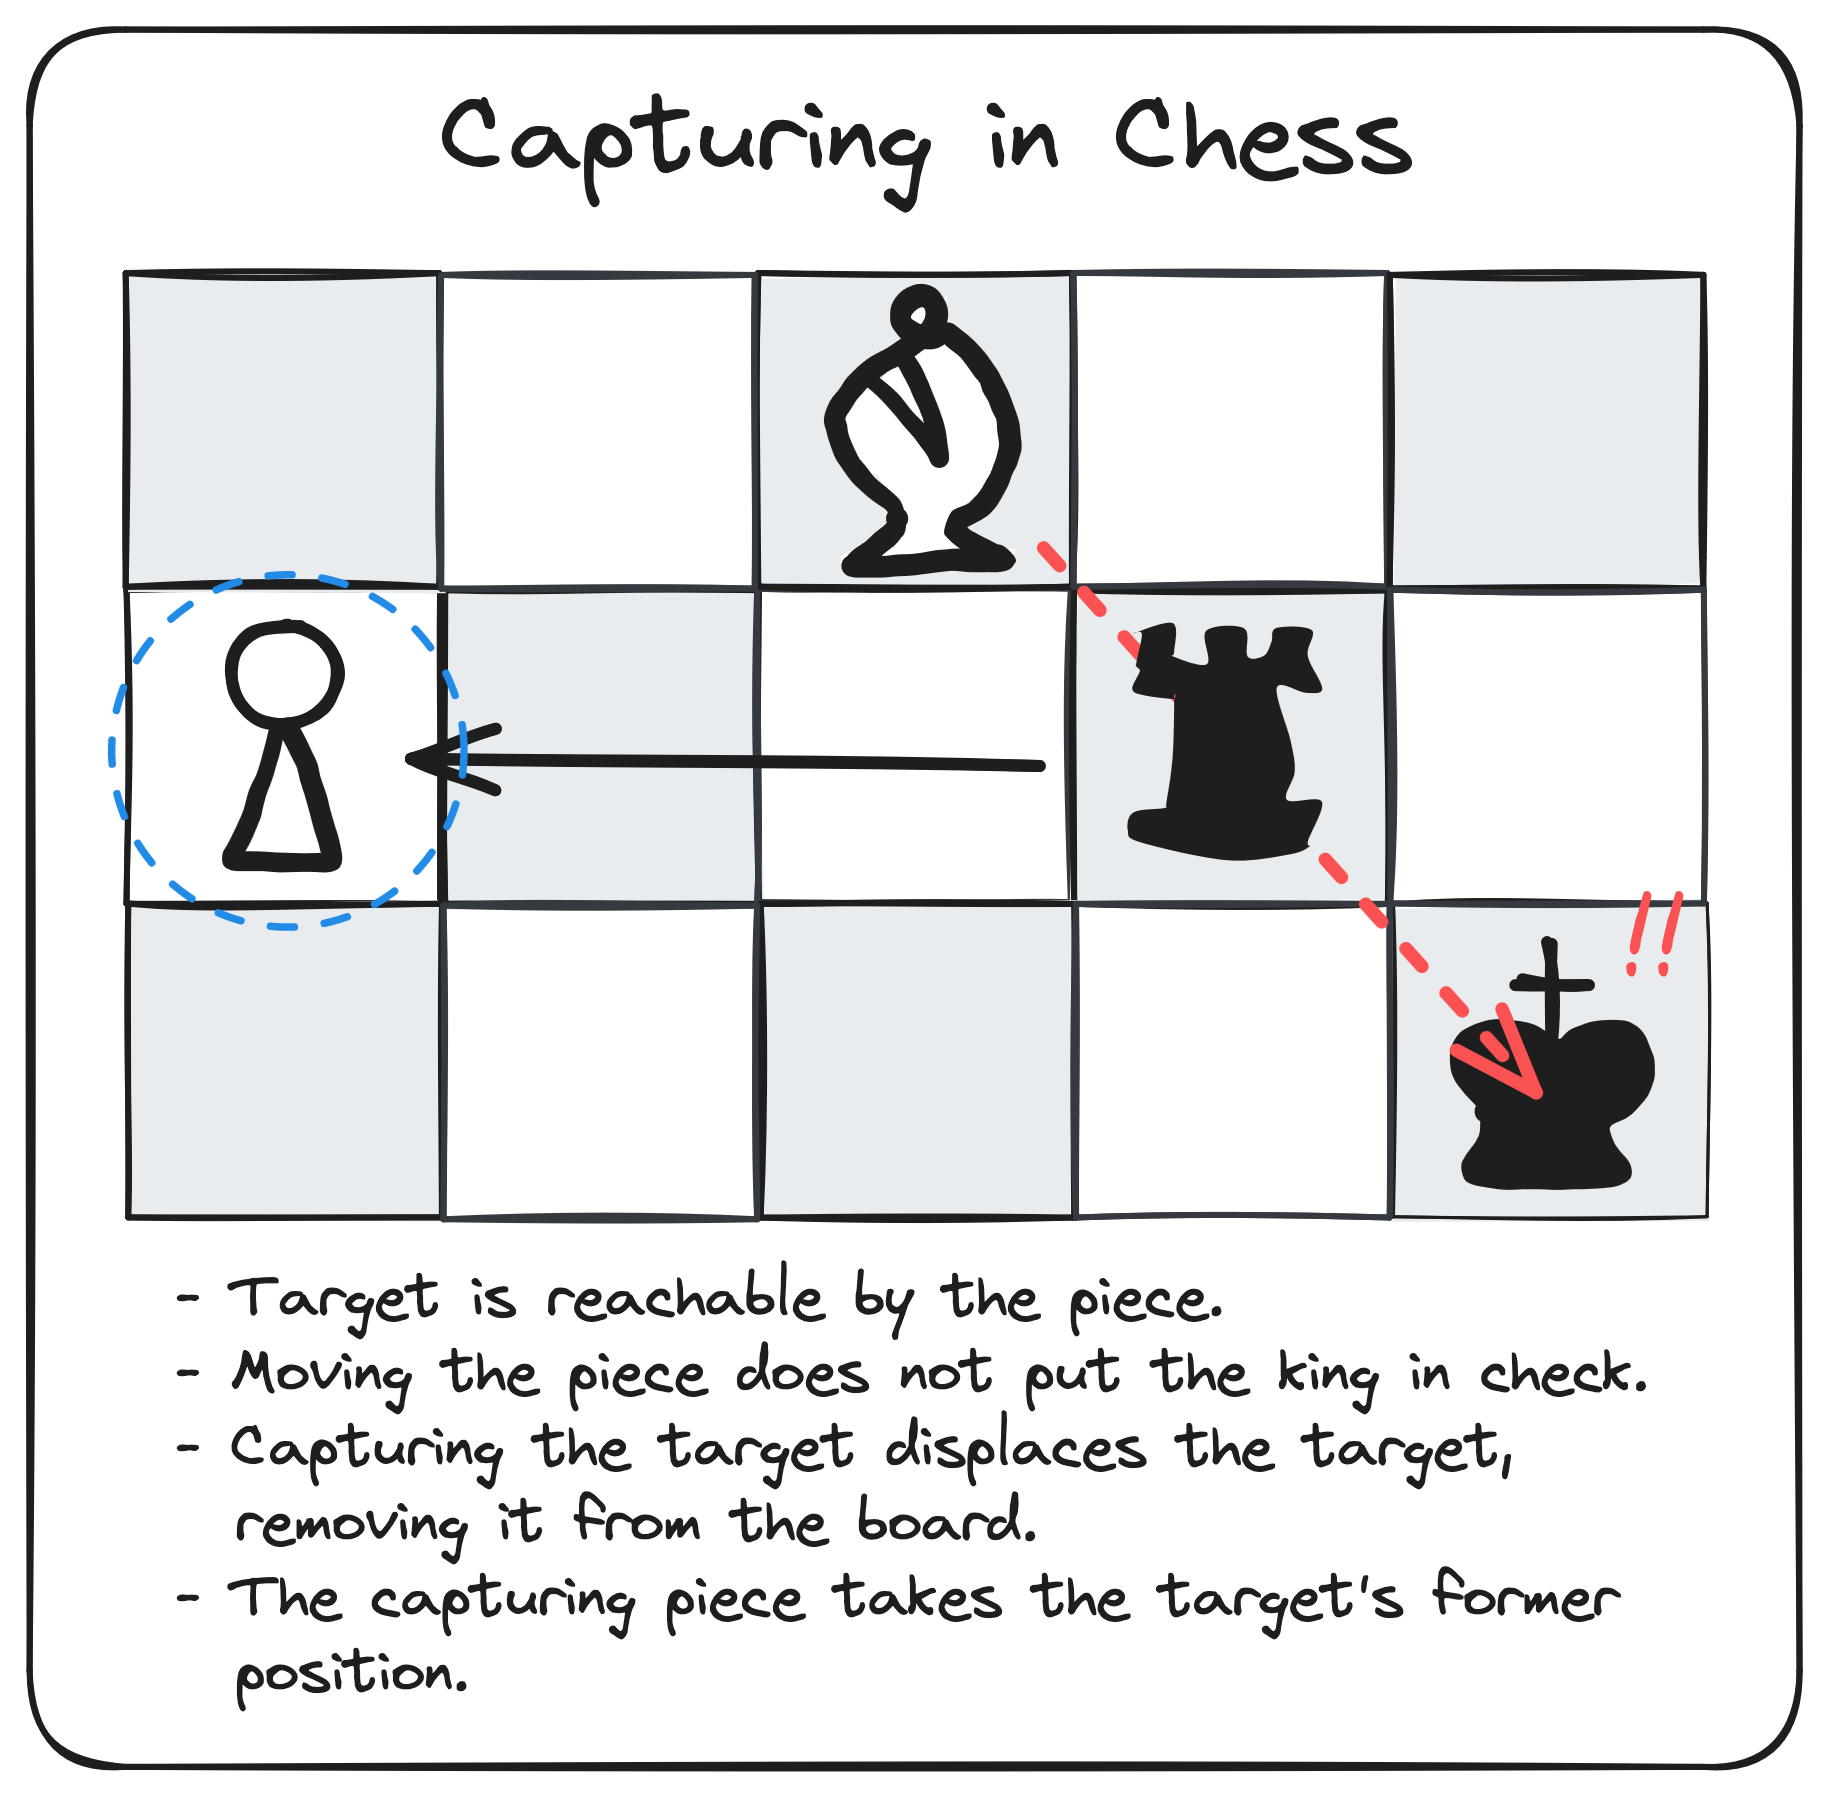 Capturing in Chess
!!
- Target is reachable by the piece.
- Moving the piece does not put the king in check.
- Capturing the target displaces the target,
removing it from the board.
- The capturing piece takes the target's former
position.